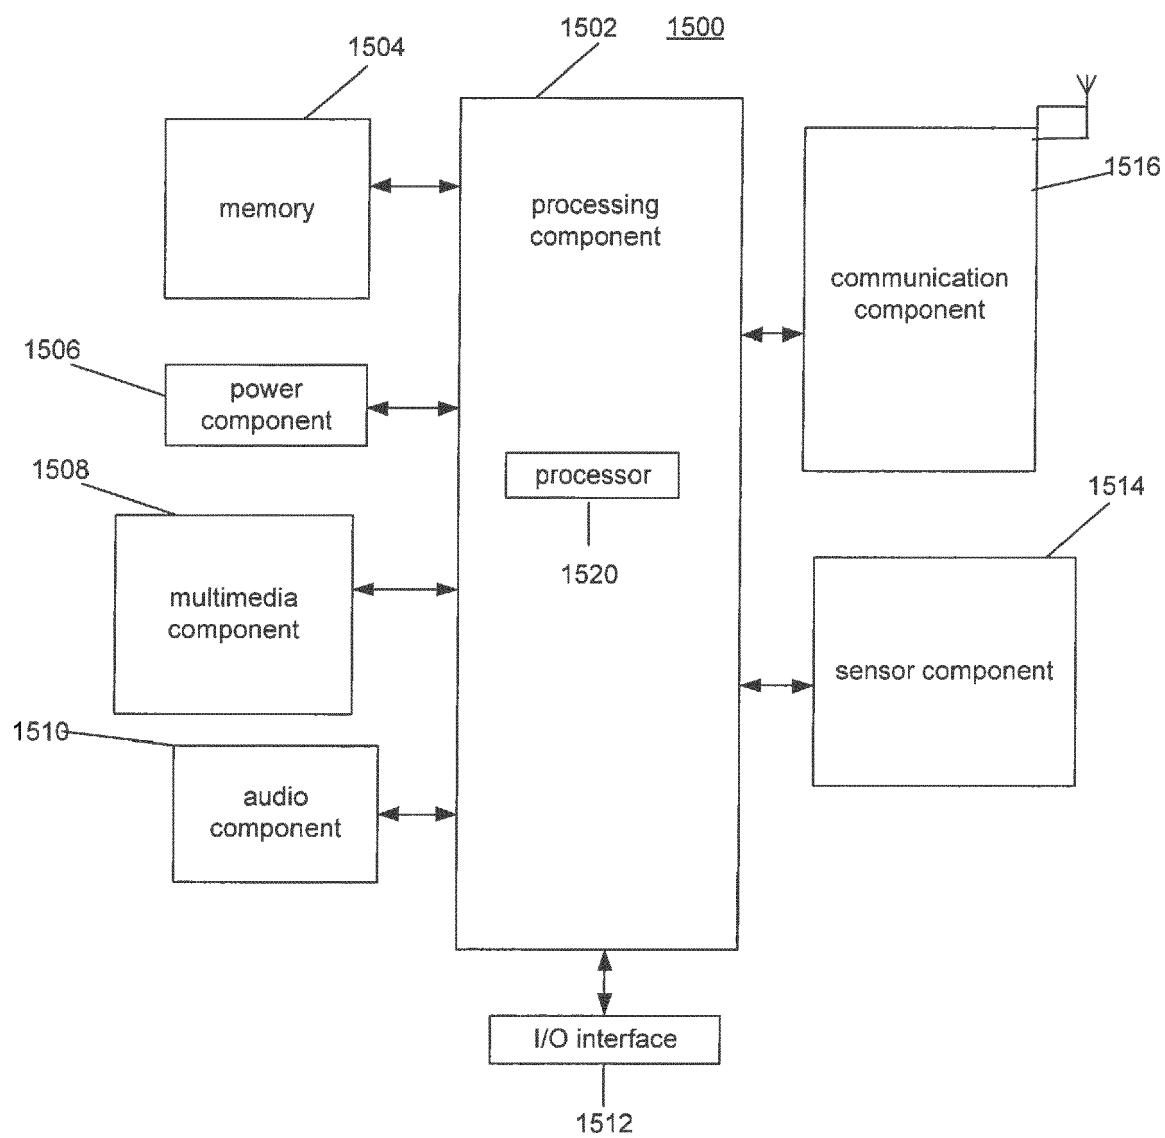 1502
1500
1504
memory
processing
component
1516
communication
component
1506
power
component
1508
processor
1514
1520
multimedia
component
sensor component
1510
audio
component
I/O interface
1512